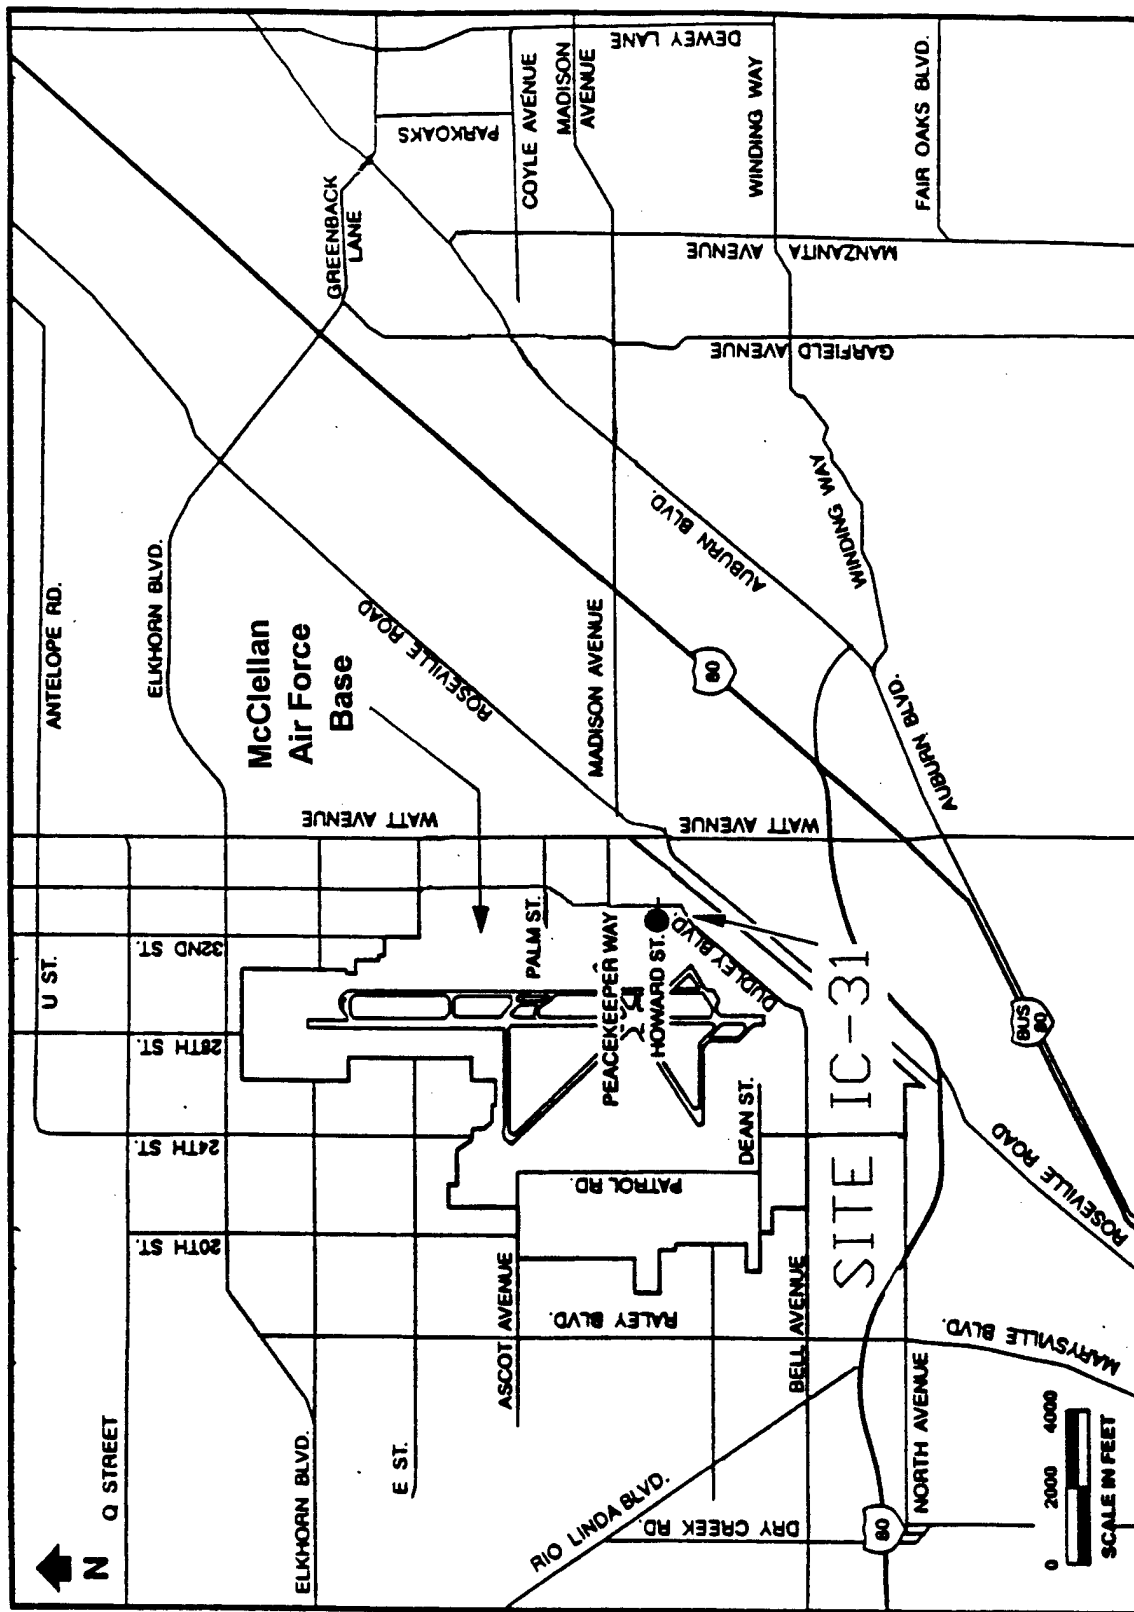 N
Q STREET
U ST.
ANTELOPE RD.
20TH ST.
24TH ST.
28TH ST.
32ND ST.
ELKHORN BLVD.
ELKHORN BLVD.
E ST.
McClellan
Air Force
Base
WATT AVENUE
GREENBACK
LANE
PARKOAKS
DEWEY LANE
ROSEVILLE ROAD
ASCOT AVENUE
PALM ST.
COYLE AVENUE
MADISON
AVENUE
MADISON AVENUE
RALEY BLVD.
PATROL RD.
PEACEKEEPER WAY
HOWARD ST.
DUDLEY BLVD.
WATT AVENUE
80
AUBURN BLVD.
GARFIELD AVENUE
MANZANITA AVENUE
WINDING WAY
RIO LINDA BLVD.
DRY CREEK RD.
DEAN ST.
BELL AVENUE
SITE IC-31
WINDING WAY
AUBURN BLVD.
FAIR OAKS BLVD.
80
NORTH AVENUE
MARYSVILLE BLVD.
ROSEVILLE ROAD
BUS
80
0 2000 4000
SCALE IN FEET